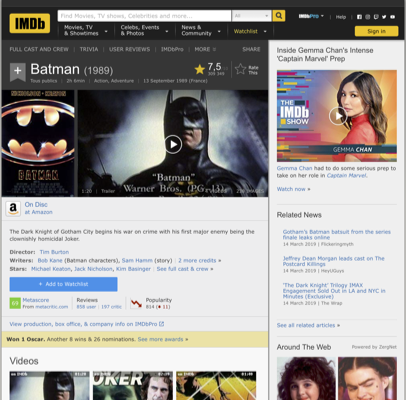 IMDb
Find Movies, TV shows, Celebrities and more...
All
IMDbPro
Help
Movies, TV
& Showtimes
Celebs, Events
& Photos
News &
Community
Watchlist
Sign in
FULL CAST AND CREW | TRIVIA | USER REVIEWS | IMDbPro | MORE
SHARE
Batman (1989)
7,5
Rate
This
Tous publics | 2h 6min | Action, Adventure | 13 September 1989 (France)
NICHOLSON · KEATON
BATMAN
"Batman"
Warner Bros. (PG-13)
1:20 | Trailer
IMAGES
On Disc
at Amazon
The Dark Knight of Gotham City begins his war on crime with his first major enemy being the
clownishly homicidal Joker.
Director: Tim Burton
Writers: Bob Kane (Batman characters), Sam Hamm (story) | 2 more credits »
Stars: Michael Keaton, Jack Nicholson, Kim Basinger | See full cast & crew »
+ Add to Watchlist
69
Metascore
From metacritic.com
Reviews
858 user | 197 critic
Popularity
814
View production, box office, & company info on IMDbPro
Won 1 Oscar. Another 8 wins & 26 nominations. See more awards »
Videos
Inside Gemma Chan's Intense
'Captain Marvel' Prep
THE
IMDb
SHOW
GEMMA CHAN
Gemma Chan had to do some serious prep to
take on her role in Captain Marvel.
Watch now »
Related News
Gotham's Batman batsuit from the series
finale leaks online
14 March 2019 | Flickeringmyth
Jeffrey Dean Morgan leads cast on The
Postcard Killings
14 March 2019 | HeyUGuys
'The Dark Knight' Trilogy IMAX
Engagement Sold Out in LA and NYC in
Minutes (Exclusive)
14 March 2019 | The Wrap
See all related articles »
Around The Web
Powered by ZergNet